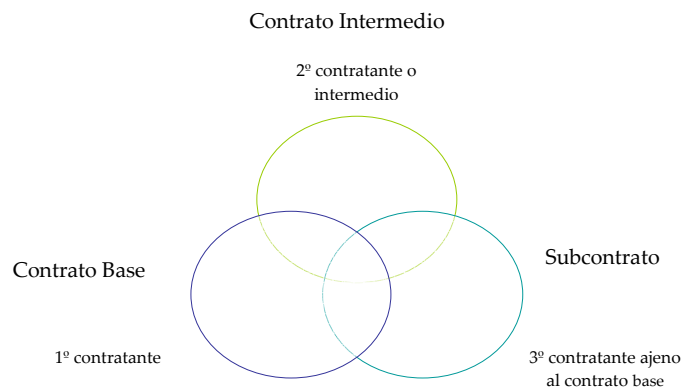 Contrato Intermedio
2º contratante o
intermedio
Contrato Base
Subcontrato
1º contratante
3º contratante ajeno
al contrato base